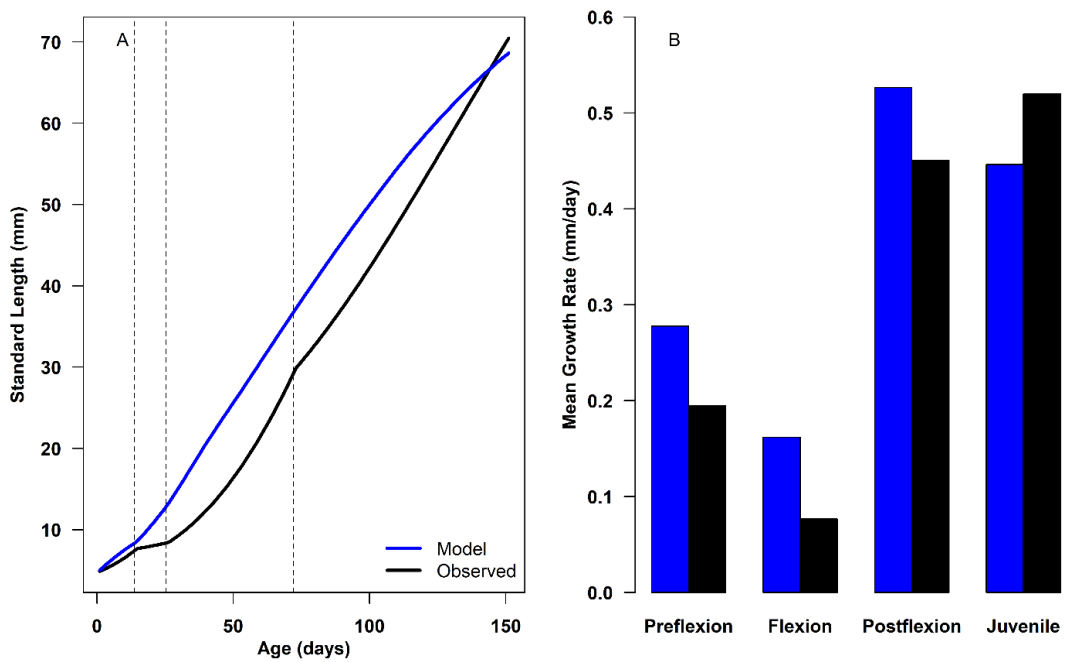 A
Standard Length (mm)
70
60
50
40
30
20
10
Model
Observed
0
50
100
150
Age (days)
B
Mean Growth Rate (mm/day)
0.6
0.5
0.4
0.3
0.2
0.1
0.0
Preflexion
Flexion
Postflexion
Juvenile